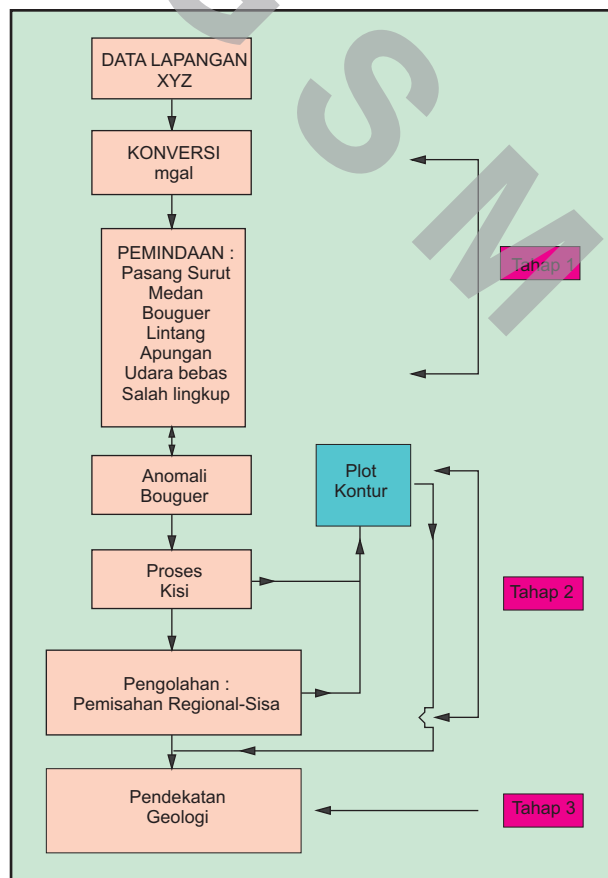 DATA LAPANGAN
XYZ
KONVERSI
mgal
PEMINDAAN :
Pasang Surut
Medan
Bouguer
Lintang
Apungan
Udara bebas
Salah lingkup
Tahap 1
Anomali
Bouguer
Plot
Kontur
Proses
Kisi
Tahap 2
Pengolahan :
Pemisahan Regional-Sisa
Pendekatan
Geologi
Tahap 3
G S M